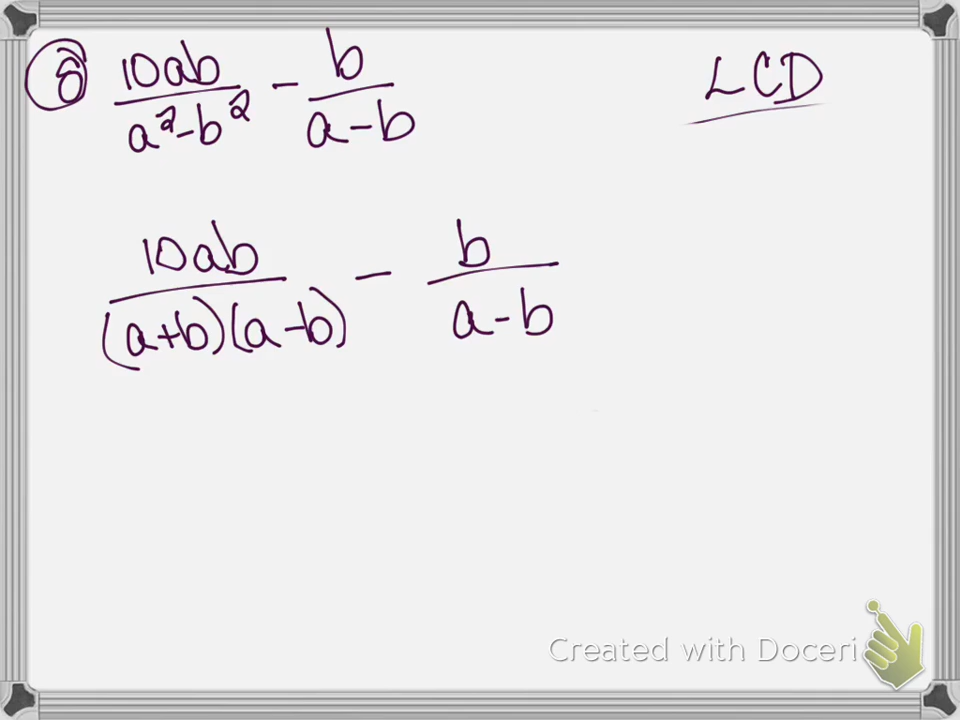 ⑧ 10ab/(a²-b²) - b/(a-b) LCD
10ab/((a+b)(a-b)) - b/(a-b)
Created with Doceri